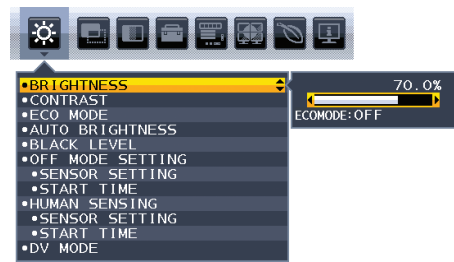 •BRIGHTNESS
•CONTRAST
•ECO MODE
•AUTO BRIGHTNESS
•BLACK LEVEL
•OFF MODE SETTING
•SENSOR SETTING
•START TIME
•HUMAN SENSING
•SENSOR SETTING
•START TIME
•DV MODE
70.0%
ECOMODE:OFF